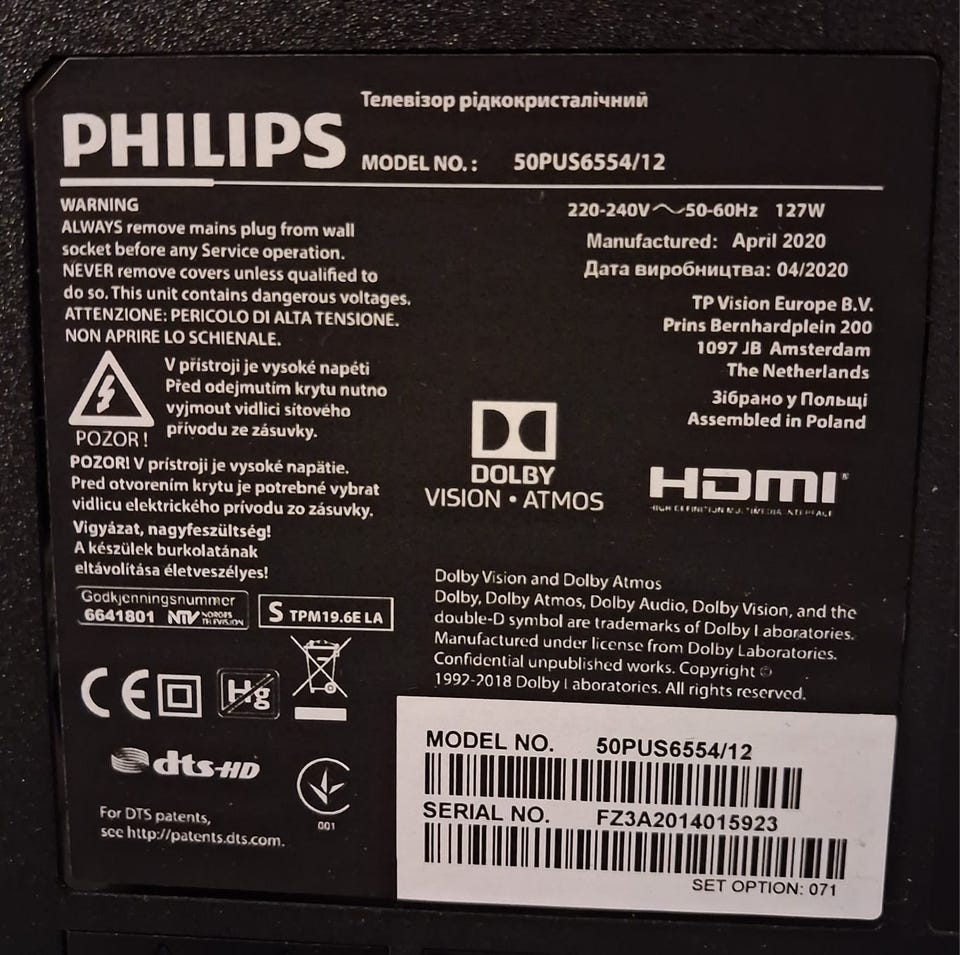 Телевізор рідкокристалічний
PHILIPS
MODEL NO. : 50PUS6554/12
WARNING
ALWAYS remove mains plug from wall
socket before any Service operation.
NEVER remove covers unless qualified to
do so. This unit contains dangerous voltages.
ATTENZIONE: PERICOLO DI ALTA TENSIONE.
NON APRIRE LO SCHIENALE.
V přístroji je vysoké napětí
Před odejmutím krytu nutno
vyjmout vidlici síťového
přívodu ze zásuvky.
POZOR !
POZOR! V prístroji je vysoké napätie.
Pred otvorením krytu je potrebné vybrat
vidlicu elektrického prívodu zo zásuvky.
Vigyázat, nagyfeszültség!
A készülek burkolatának
eltávolítása életveszélyes!
Godkjenningsnummer
6641801 NTV NORGES TELEVISION
S TPM19.6E LA
220-240V~50-60Hz 127W
Manufactured: April 2020
Дата виробництва: 04/2020
TP Vision Europe B.V.
Prins Bernhardplein 200
1097 JB Amsterdam
The Netherlands
Зібрано у Польщі
Assembled in Poland
DOLBY
VISION • ATMOS
HDMI®
HIGH DEFINITION MULTIMEDIA INTERFACE
Dolby Vision and Dolby Atmos
Dolby, Dolby Atmos, Dolby Audio, Dolby Vision, and the
double-D symbol are trademarks of Dolby Laboratories.
Manufactured under license from Dolby Laboratories.
Confidential unpublished works. Copyright ©
1992-2018 Dolby Laboratories. All rights reserved.
CE
Hg
dts-HD
001
For DTS patents,
see http://patents.dts.com.
MODEL NO. 50PUS6554/12
SERIAL NO. FZ3A2014015923
SET OPTION: 071